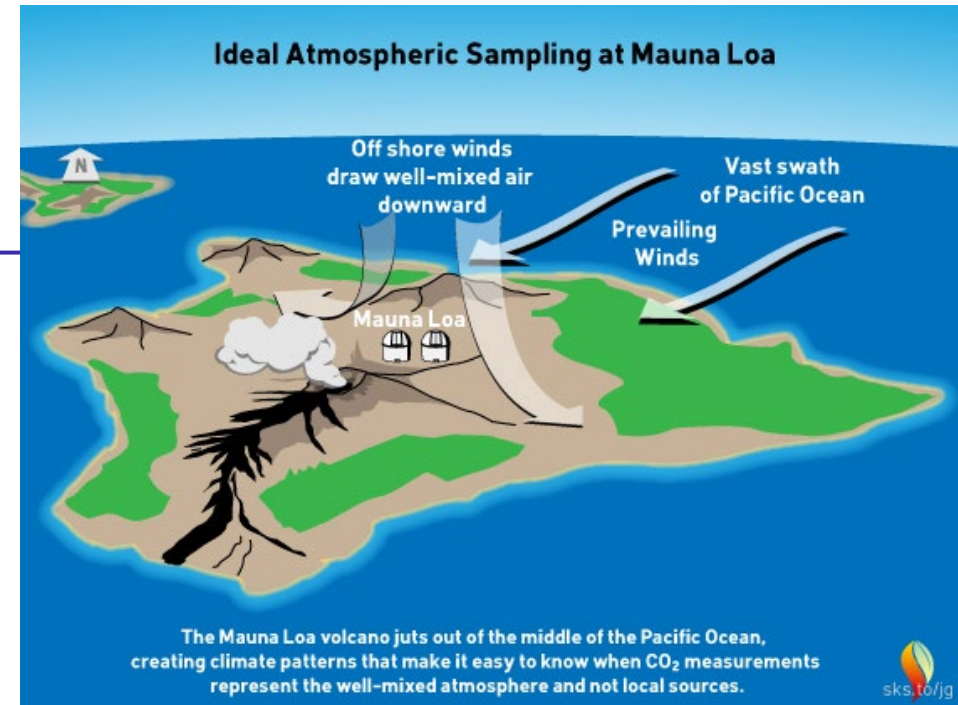 Ideal Atmospheric Sampling at Mauna Loa
N
Off shore winds
draw well-mixed air
downward
Vast swath
of Pacific Ocean
Prevailing
Winds
Mauna Loa
The Mauna Loa volcano juts out of the middle of the Pacific Ocean,
creating climate patterns that make it easy to know when CO₂ measurements
represent the well-mixed atmosphere and not local sources.
sks.to/jg